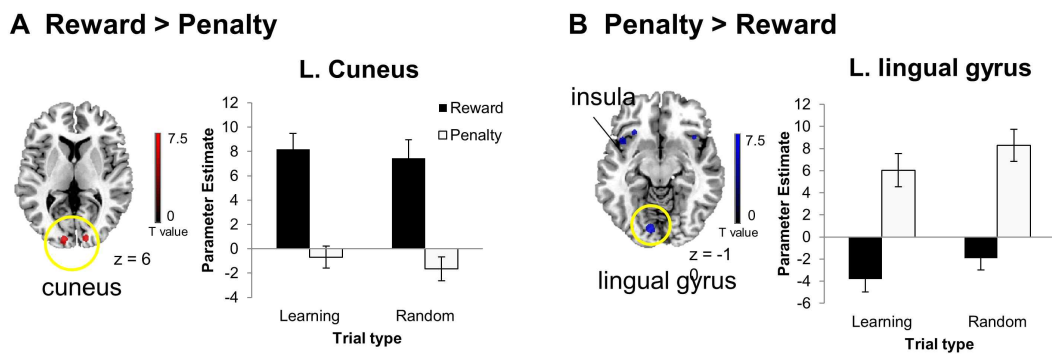 A Reward > Penalty
L. Cuneus
12
10
8
6
4
2
0
-2
-4
Parameter Estimate
Reward
Penalty
Learning
Random
Trial type
7.5
0
T value
z = 6
cuneus
B Penalty > Reward
L. lingual gyrus
insula
7.5
0
T value
z = -1
0
lingual gyrus
12
10
8
6
4
2
0
-2
-4
-6
Parameter Estimate
Learning
Random
Trial type